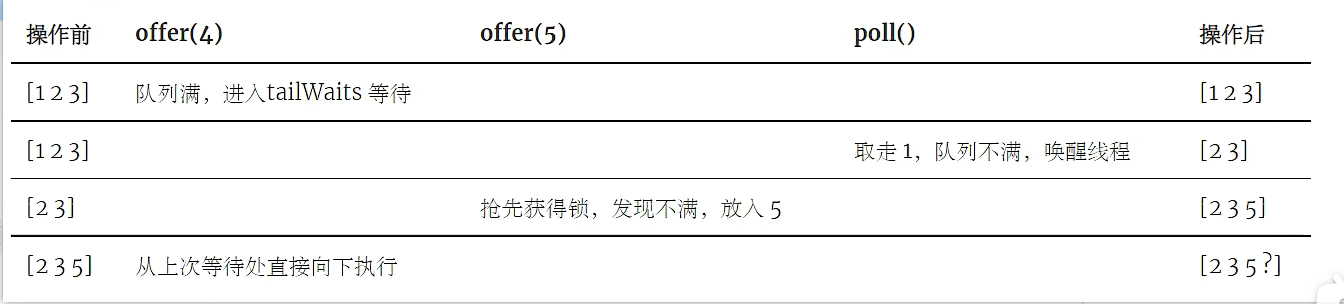 操作前 offer(4) offer(5) poll() 操作后
[1 2 3] 队列满，进入tailWaits 等待 [1 2 3]
[1 2 3] 取走 1，队列不满，唤醒线程 [2 3]
[2 3] 抢先获得锁，发现不满，放入 5 [2 3 5]
[2 3 5] 从上次等待处直接向下执行 [2 3 5 ?]